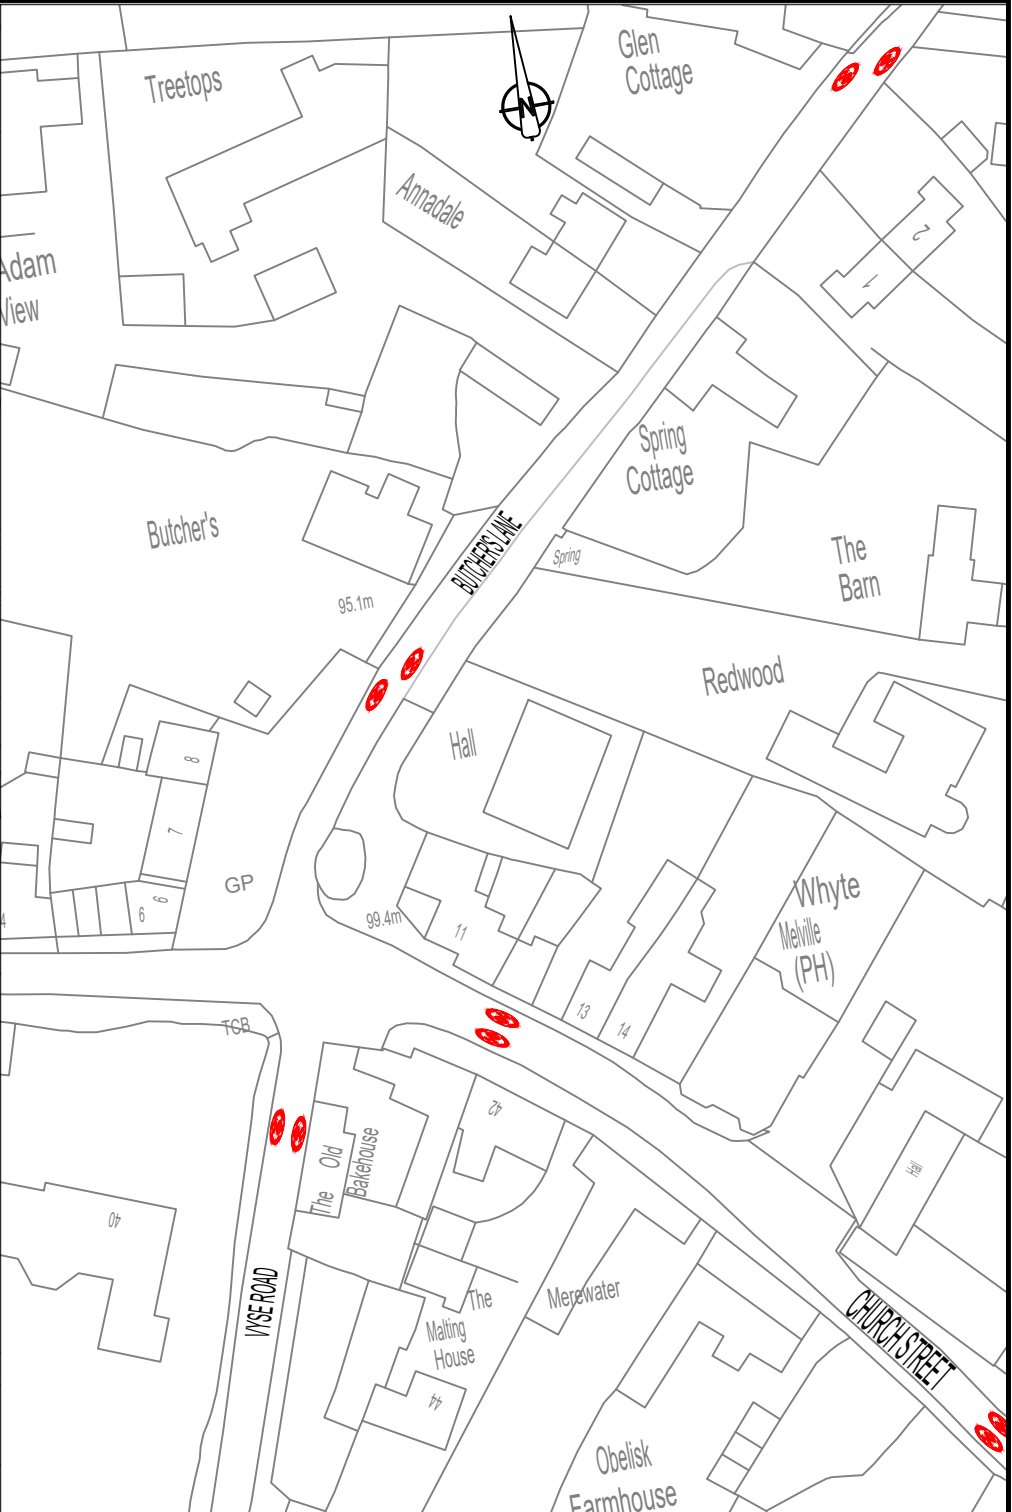 Glen
Cottage
Treetops
N
Annadale
2
1
Adam
View
Spring
Cottage
Butcher's
BUTCHER'S LANE
Spring
The
Barn
95.1m
Redwood
Hall
8
7
GP
Whyte
Melville
(PH)
6
9
4
99.4m
11
13
14
TCB
42
The Old
Bakehouse
Hall
40
VYSE ROAD
The
Malting
House
Merewater
CHURCH STREET
44
Obelisk
Farmhouse